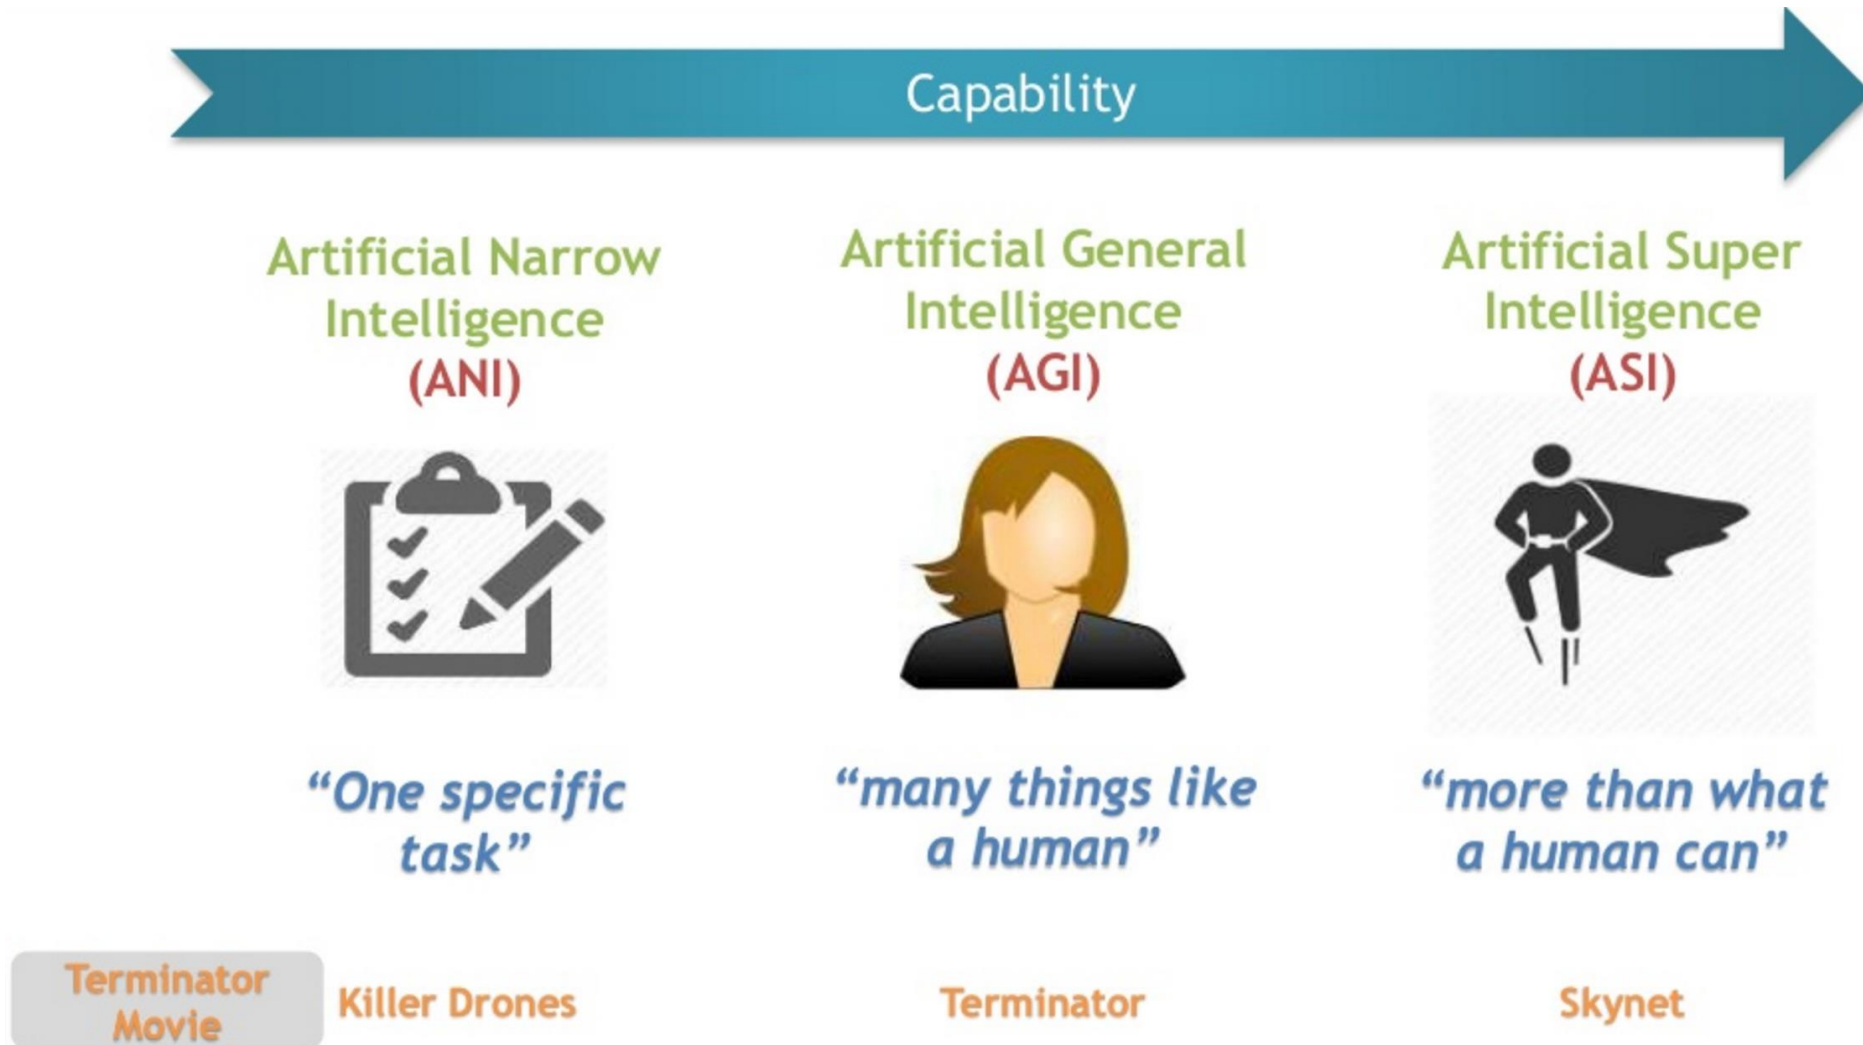 Capability
Artificial Narrow
Intelligence
(ANI)
Artificial General
Intelligence
(AGI)
Artificial Super
Intelligence
(ASI)
“One specific
task”
“many things like
a human”
“more than what
a human can”
Terminator
Movie
Killer Drones
Terminator
Skynet